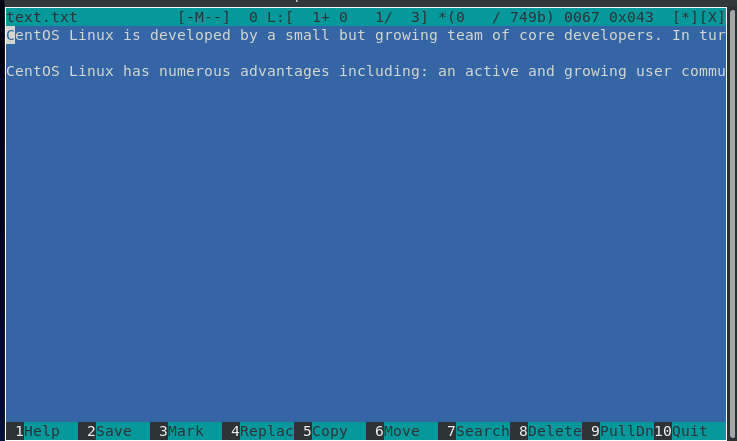 text.txt [-M--] 0 L:[ 1+ 0 1/ 3] *(0 / 749b) 0067 0x043 [*][X]
CentOS Linux is developed by a small but growing team of core developers. In tur
CentOS Linux has numerous advantages including: an active and growing user commu
1Help 2Save 3Mark 4Replac 5Copy 6Move 7Search 8Delete 9PullDn 10Quit